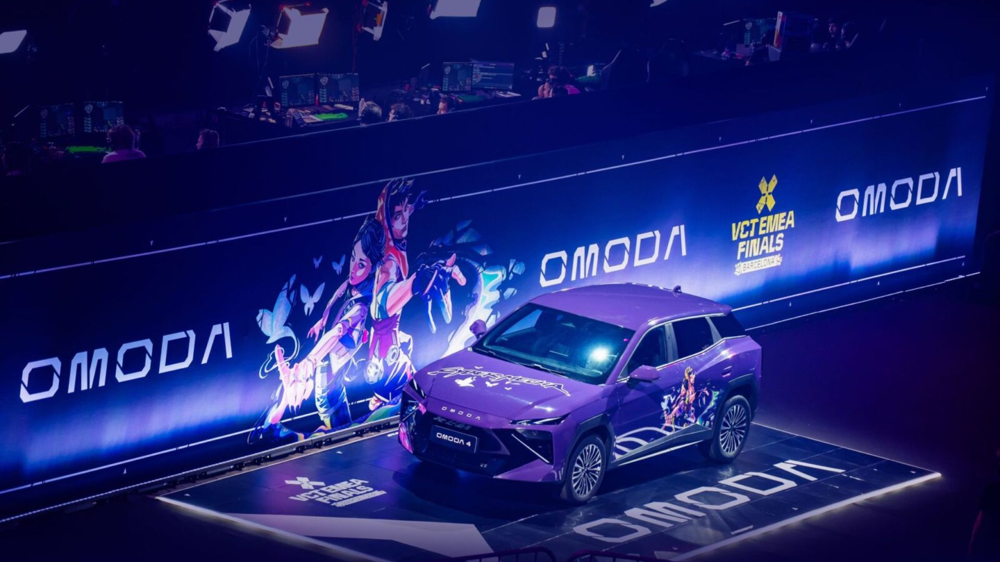 OMODA
VCT EMEA
FINALS
BARCELONA
OMODA
OMODA
OMODA
OMODA 4
VCT EMEA
FINALS
OMODA